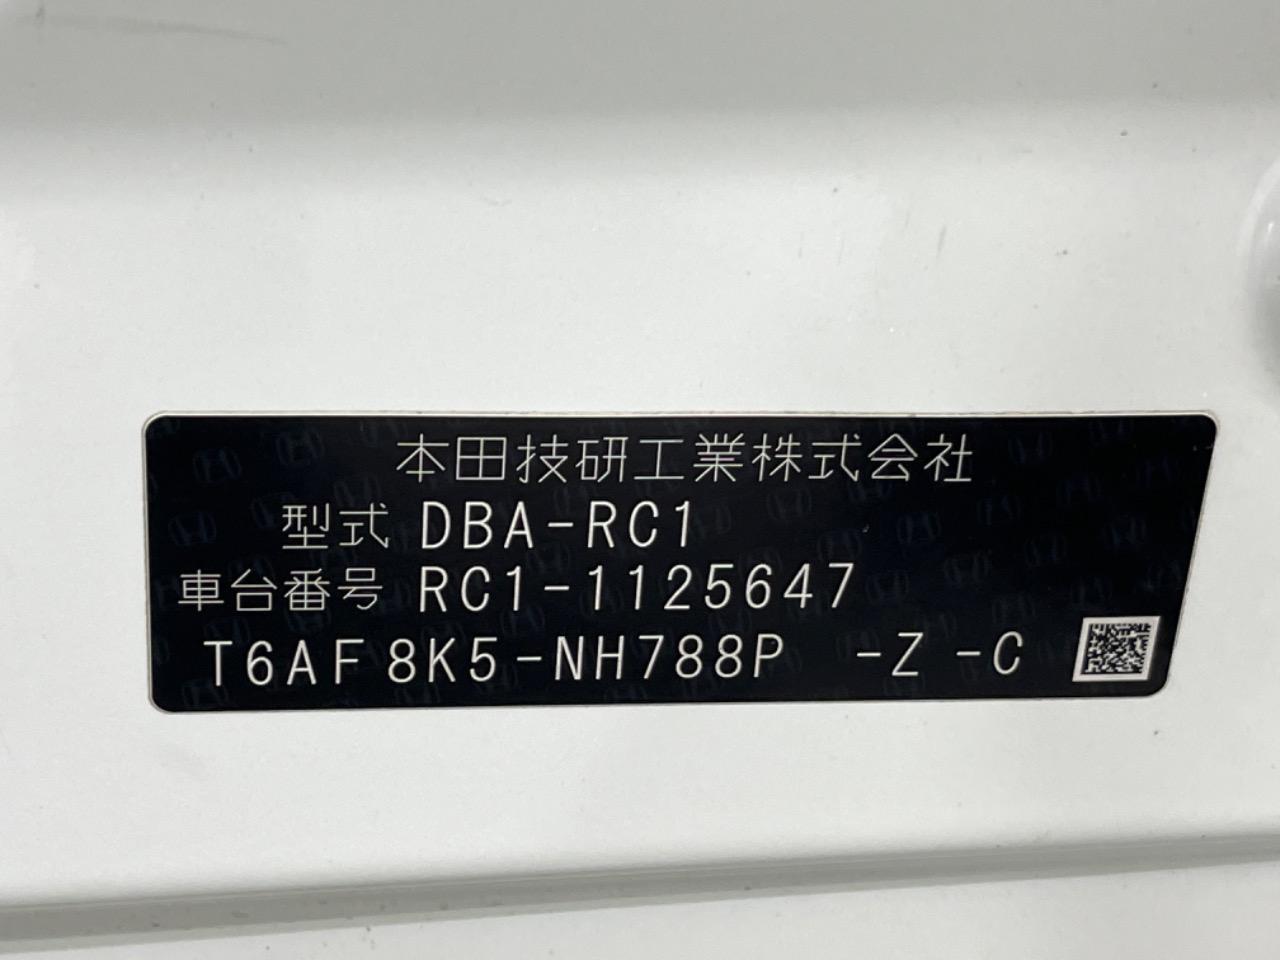 本田技研工業株式会社
型式 DBA-RC1
車台番号 RC1-1125647
T6AF8K5-NH788P -Z -C